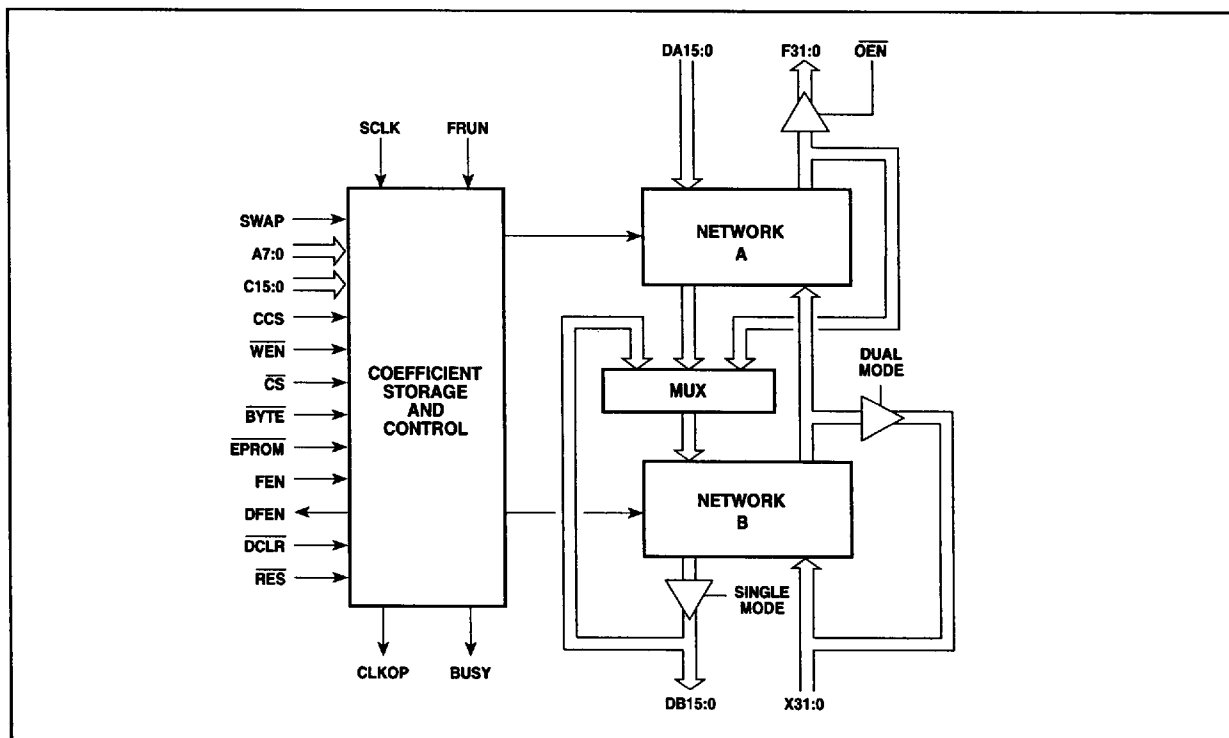 DA15:0
F31:0
OEN
SCLK
FRUN
SWAP
A7:0
C15:0
CCS
WEN
CS
BYTE
EPROM
FEN
DFEN
DCLR
RES
COEFFICIENT
STORAGE
AND
CONTROL
NETWORK
A
MUX
DUAL
MODE
NETWORK
B
SINGLE
MODE
CLKOP
BUSY
DB15:0
X31:0